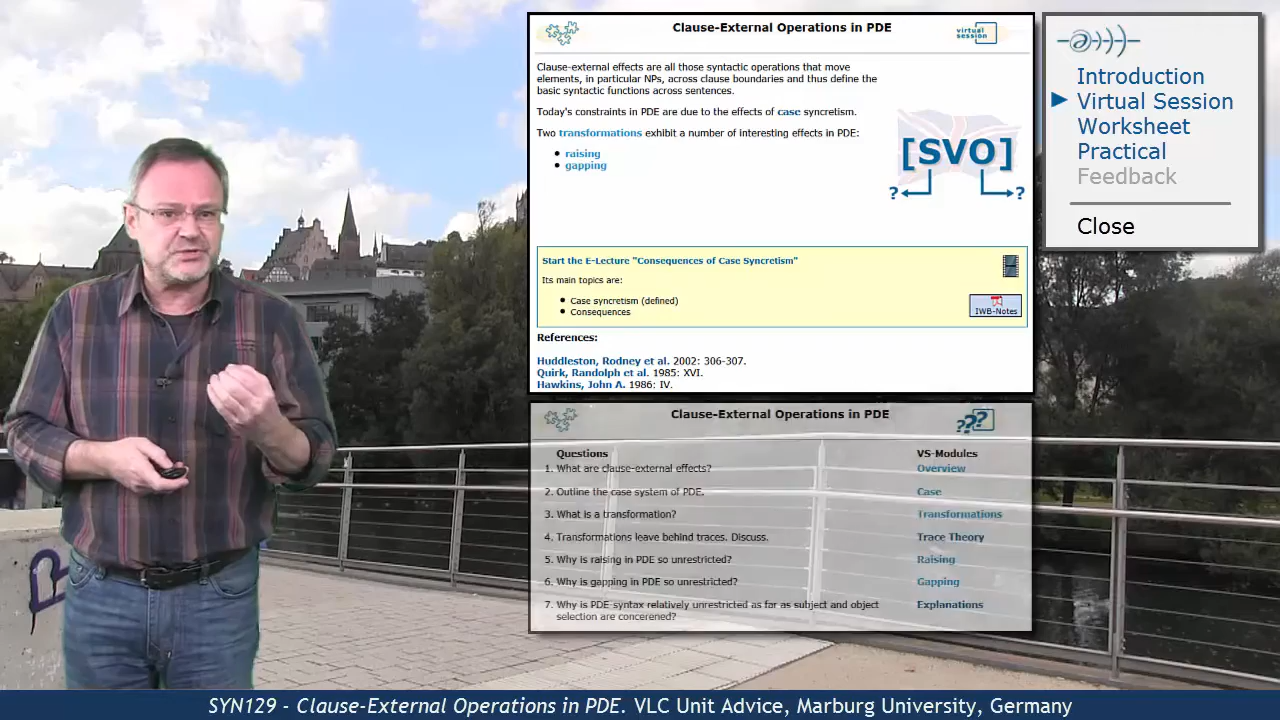 Clause-External Operations in PDE
virtual
session
Clause-external effects are all those syntactic operations that move
elements, in particular NPs, across clause boundaries and thus define the
basic syntactic functions across sentences.
Today's constraints in PDE are due to the effects of case syncretism.
Two transformations exhibit a number of interesting effects in PDE:
raising
gapping
[SVO]
? ?
Start the E-Lecture "Consequences of Case Syncretism"
Its main topics are:
Case syncretism (defined)
Consequences
IWB-Notes
References:
Huddleston, Rodney et al. 2002: 306-307.
Quirk, Randolph et al. 1985: XVI.
Hawkins, John A. 1986: IV.
Introduction
Virtual Session
Worksheet
Practical
Feedback
Close
Clause-External Operations in PDE
???
Questions VS-Modules
1. What are clause-external effects? Overview
2. Outline the case system of PDE. Case
3. What is a transformation? Transformations
4. Transformations leave behind traces. Discuss. Trace Theory
5. Why is raising in PDE so unrestricted? Raising
6. Why is gapping in PDE so unrestricted? Gapping
7. Why is PDE syntax relatively unrestricted as far as subject and object Explanations
selection are concerened?
SYN129 - Clause-External Operations in PDE. VLC Unit Advice, Marburg University, Germany